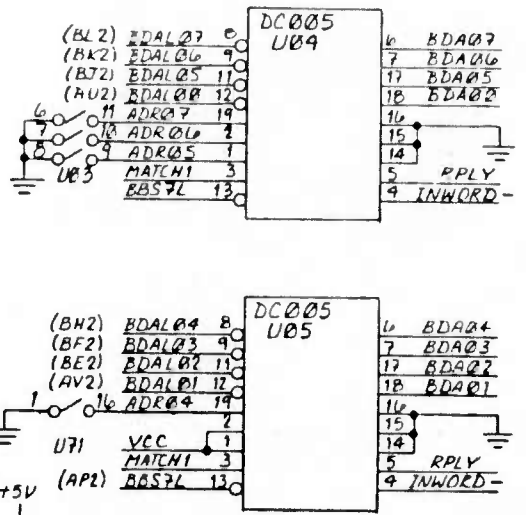 DC005
U04
(BL2) BDAL07 8 6 BDA07
(BK2) BDAL06 9 7 BDA06
(BJ2) BDAL05 11 17 BDA05
(AU2) BDAL00 12 18 BDA00
6 11 ADR07 19 16
7 10 ADR06 2 15
8 9 ADR05 1 14
U03 MATCH1 3 5 RPLY
BBS7L 13 4 INWORD-
DC005
U05
(BH2) BDAL04 8 6 BDA04
(BF2) BDAL03 9 7 BDA03
(BE2) BDAL02 11 17 BDA02
(AV2) BDAL01 12 18 BDA01
1 16 ADR04 19 16
2 15
U71 VCC 1 14
MATCH1 3 5 RPLY
+5V (AP2) BBS7L 13 4 INWORD-